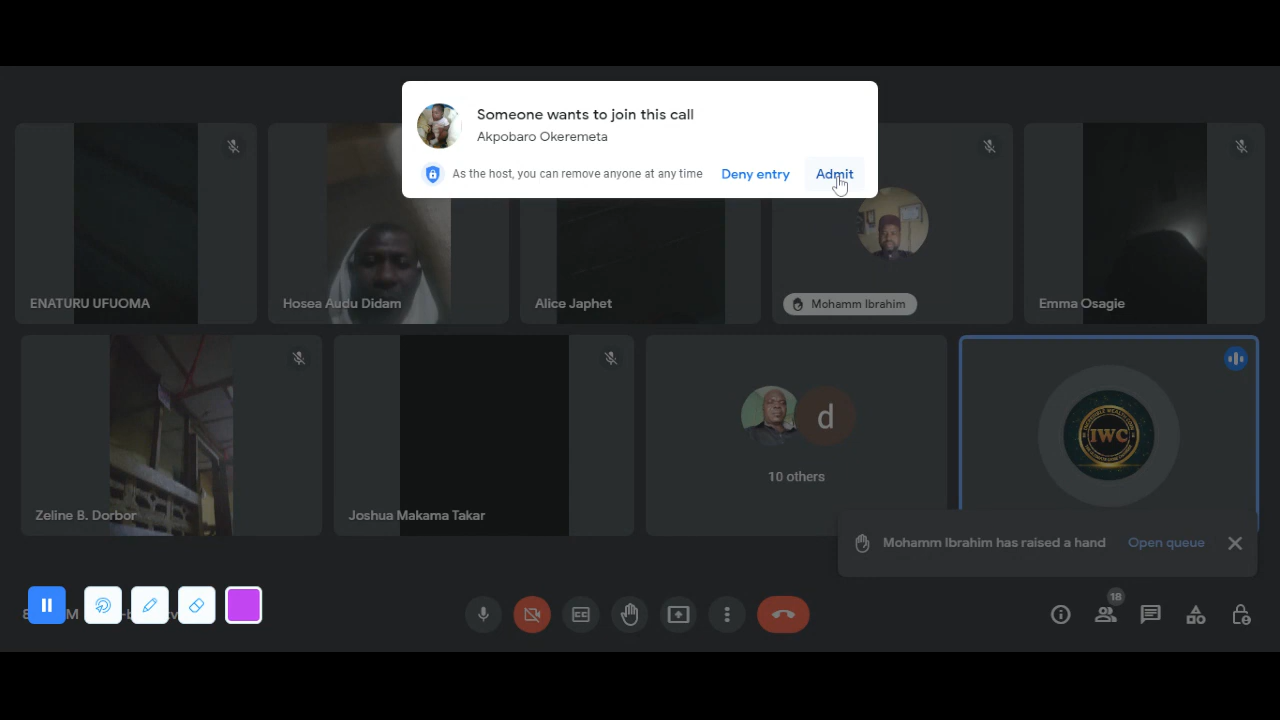 Someone wants to join this call
Akpobaro Okeremeta
As the host, you can remove anyone at any time
Deny entry
Admit
ENATURU UFUOMA
Hosea Audu Didam
Alice Japhet
Mohamm Ibrahim
Emma Osagie
d
10 others
IWC
Zeline B. Dorbor
Joshua Makama Takar
Mohamm Ibrahim has raised a hand
Open queue
CC
18